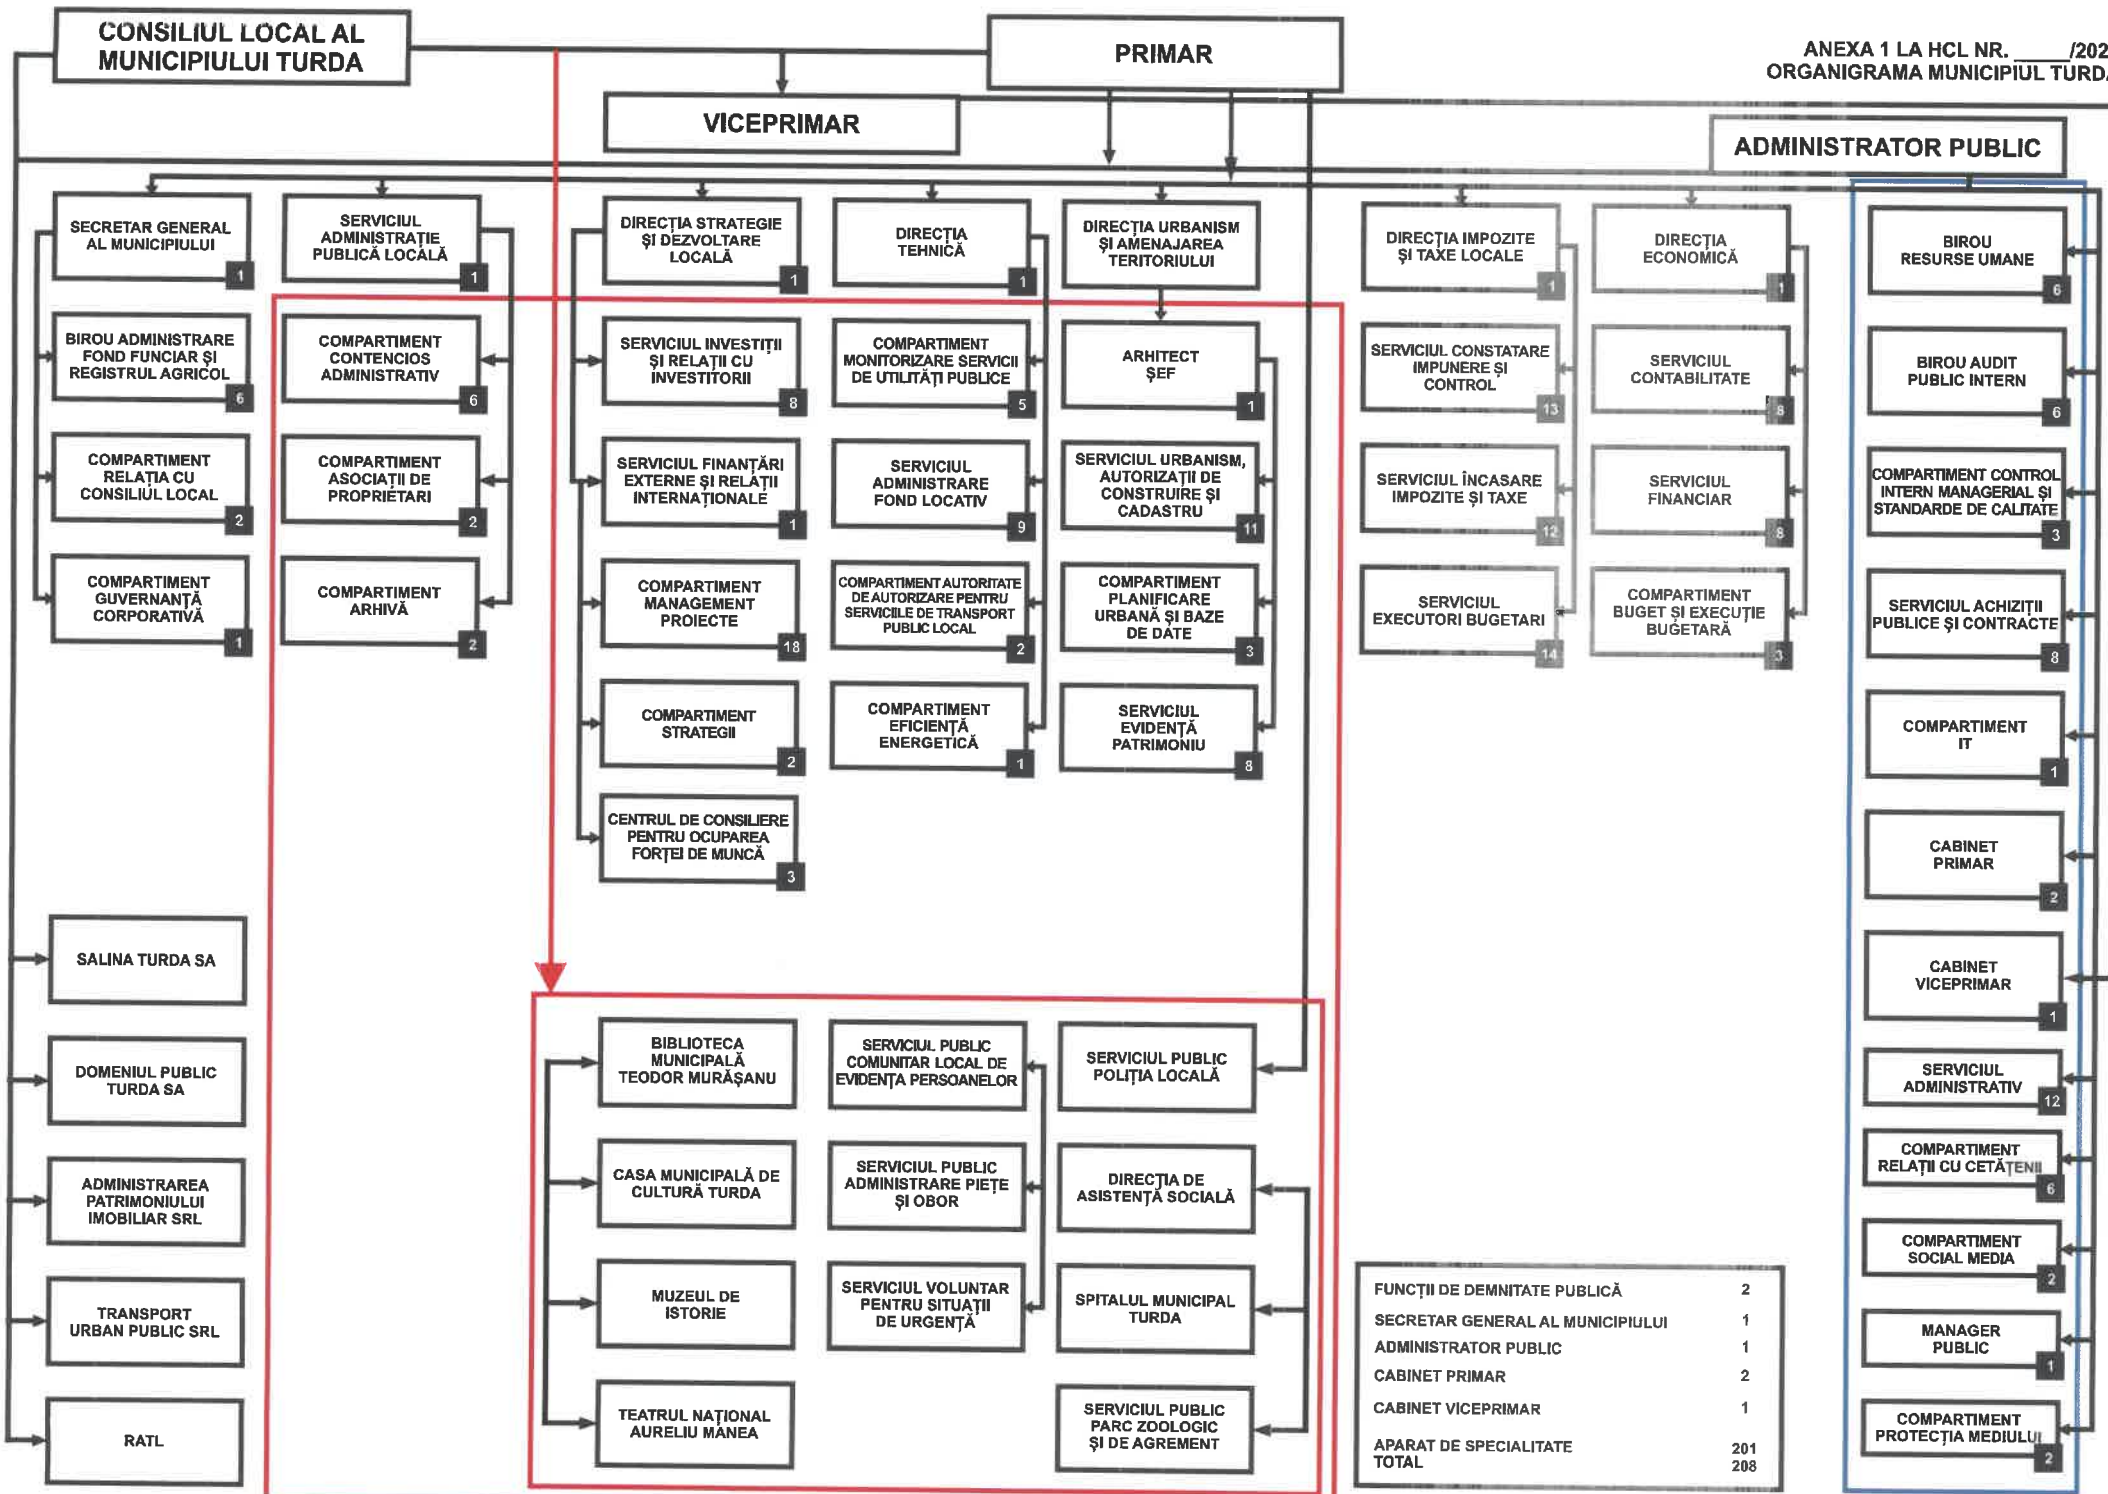 CONSILIUL LOCAL AL
MUNICIPIULUI TURDA
PRIMAR
ANEXA 1 LA HCL NR. _____/202
ORGANIGRAMA MUNICIPIUL TURDA
VICEPRIMAR
ADMINISTRATOR PUBLIC
SECRETAR GENERAL
AL MUNICIPIULUI
1
BIROU ADMINISTRARE
FOND FUNCIAR ȘI
REGISTRUL AGRICOL
6
COMPARTIMENT
RELAȚIA CU
CONSILIUL LOCAL
2
COMPARTIMENT
GUVERNANȚĂ
CORPORATIVĂ
1
SERVICIUL
ADMINISTRAȚIE
PUBLICĂ LOCALĂ
1
COMPARTIMENT
CONTENCIOS
ADMINISTRATIV
6
COMPARTIMENT
ASOCIAȚII DE
PROPRIETARI
2
COMPARTIMENT
ARHIVĂ
2
DIRECȚIA STRATEGIE
ȘI DEZVOLTARE
LOCALĂ
1
SERVICIUL INVESTIȚII
ȘI RELAȚII CU
INVESTITORII
8
SERVICIUL FINANȚĂRI
EXTERNE ȘI RELAȚII
INTERNAȚIONALE
1
COMPARTIMENT
MANAGEMENT
PROIECTE
18
COMPARTIMENT
STRATEGII
2
CENTRUL DE CONSILIERE
PENTRU OCUPAREA
FORȚEI DE MUNCĂ
3
DIRECȚIA
TEHNICĂ
1
COMPARTIMENT
MONITORIZARE SERVICII
DE UTILITĂȚI PUBLICE
5
SERVICIUL
ADMINISTRARE
FOND LOCATIV
9
COMPARTIMENT AUTORITATE
DE AUTORIZARE PENTRU
SERVICIILE DE TRANSPORT
PUBLIC LOCAL
2
COMPARTIMENT
EFICIENȚĂ
ENERGETICĂ
1
DIRECȚIA URBANISM
ȘI AMENAJAREA
TERITORIULUI
ARHITECT
ȘEF
1
SERVICIUL URBANISM,
AUTORIZAȚII DE
CONSTRUIRE ȘI
CADASTRU
11
COMPARTIMENT
PLANIFICARE
URBANĂ ȘI BAZE
DE DATE
3
SERVICIUL
EVIDENȚĂ
PATRIMONIU
8
DIRECȚIA IMPOZITE
ȘI TAXE LOCALE
1
SERVICIUL CONSTATARE
IMPUNERE ȘI
CONTROL
13
SERVICIUL ÎNCASARE
IMPOZITE ȘI TAXE
12
SERVICIUL
EXECUTORI BUGETARI
14
DIRECȚIA
ECONOMICĂ
1
SERVICIUL
CONTABILITATE
8
SERVICIUL
FINANCIAR
8
COMPARTIMENT
BUGET ȘI EXECUȚIE
BUGETARĂ
3
BIROU
RESURSE UMANE
6
BIROU AUDIT
PUBLIC INTERN
6
COMPARTIMENT CONTROL
INTERN MANAGERIAL ȘI
STANDARDE DE CALITATE
3
SERVICIUL ACHIZIȚII
PUBLICE ȘI CONTRACTE
8
COMPARTIMENT
IT
1
CABINET
PRIMAR
2
CABINET
VICEPRIMAR
1
SERVICIUL
ADMINISTRATIV
12
COMPARTIMENT
RELAȚII CU CETĂȚENII
6
COMPARTIMENT
SOCIAL MEDIA
2
MANAGER
PUBLIC
1
COMPARTIMENT
PROTECȚIA MEDIULUI
2
SALINA TURDA SA
DOMENIUL PUBLIC
TURDA SA
ADMINISTRAREA
PATRIMONIULUI
IMOBILIAR SRL
TRANSPORT
URBAN PUBLIC SRL
RATL
BIBLIOTECA
MUNICIPALĂ
TEODOR MURĂȘANU
CASA MUNICIPALĂ DE
CULTURĂ TURDA
MUZEUL DE
ISTORIE
TEATRUL NAȚIONAL
AURELIU MANEA
SERVICIUL PUBLIC
COMUNITAR LOCAL DE
EVIDENȚA PERSOANELOR
SERVICIUL PUBLIC
ADMINISTRARE PIEȚE
ȘI OBOR
SERVICIUL VOLUNTAR
PENTRU SITUAȚII
DE URGENȚĂ
SERVICIUL PUBLIC
POLIȚIA LOCALĂ
DIRECȚIA DE
ASISTENȚĂ SOCIALĂ
SPITALUL MUNICIPAL
TURDA
SERVICIUL PUBLIC
PARC ZOOLOGIC
ȘI DE AGREMENT
FUNCȚII DE DEMNITATE PUBLICĂ 2
SECRETAR GENERAL AL MUNICIPIULUI 1
ADMINISTRATOR PUBLIC 1
CABINET PRIMAR 2
CABINET VICEPRIMAR 1
APARAT DE SPECIALITATE 201
TOTAL 208